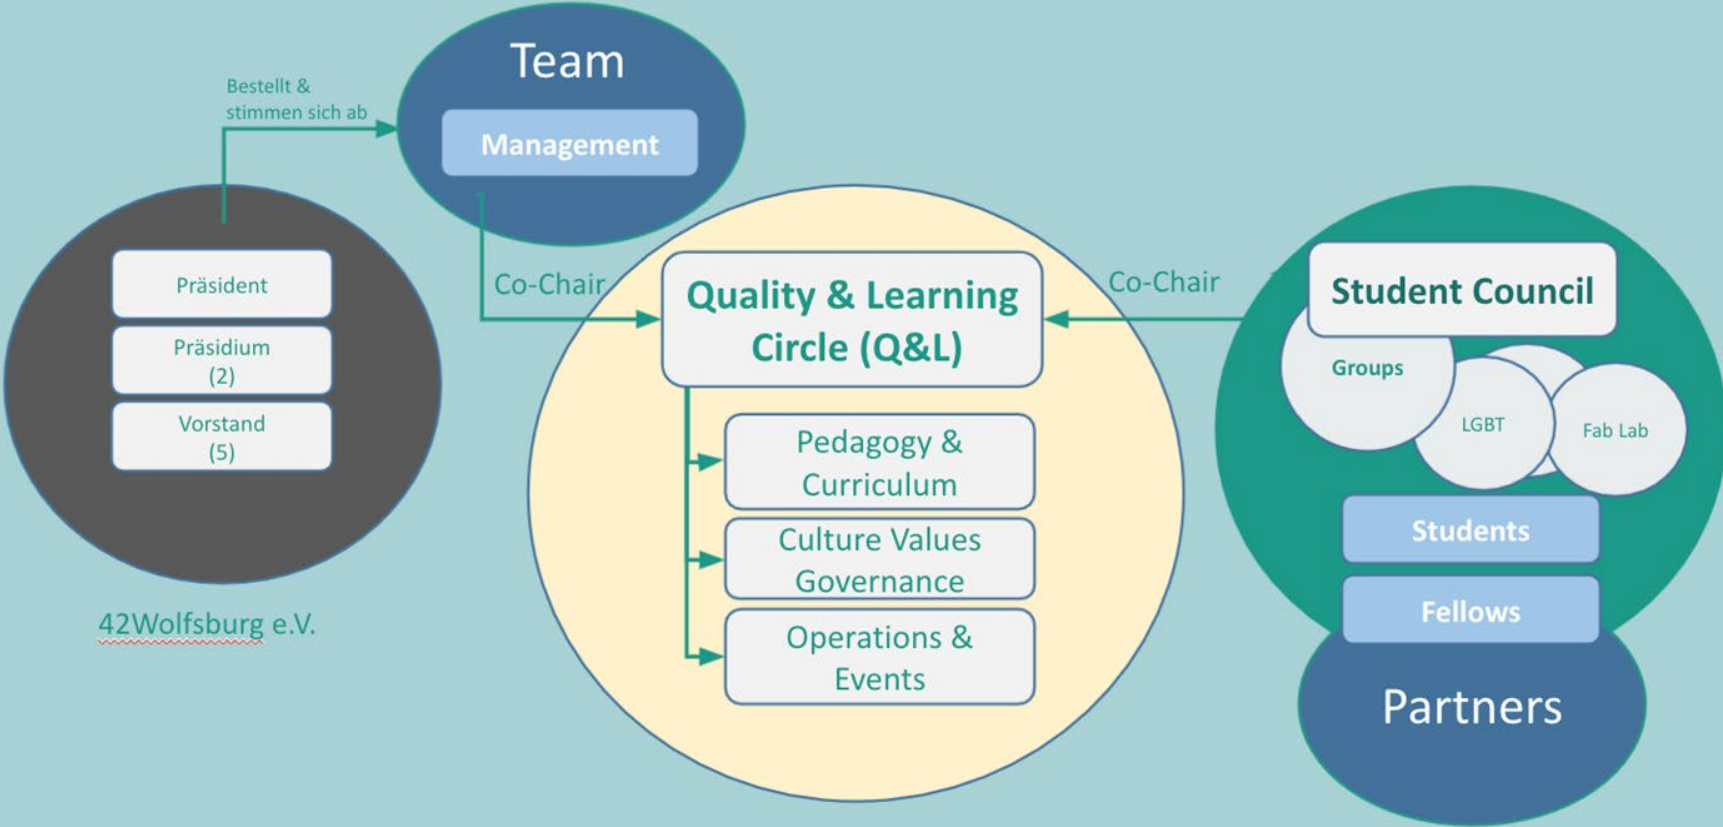 Team
Management
Bestellt &
stimmen sich ab
Präsident
Präsidium
(2)
Vorstand
(5)
42Wolfsburg e.V.
Co-Chair
Quality & Learning
Circle (Q&L)
Pedagogy &
Curriculum
Culture Values
Governance
Operations &
Events
Co-Chair
Student Council
Groups
LGBT
Fab Lab
Students
Fellows
Partners